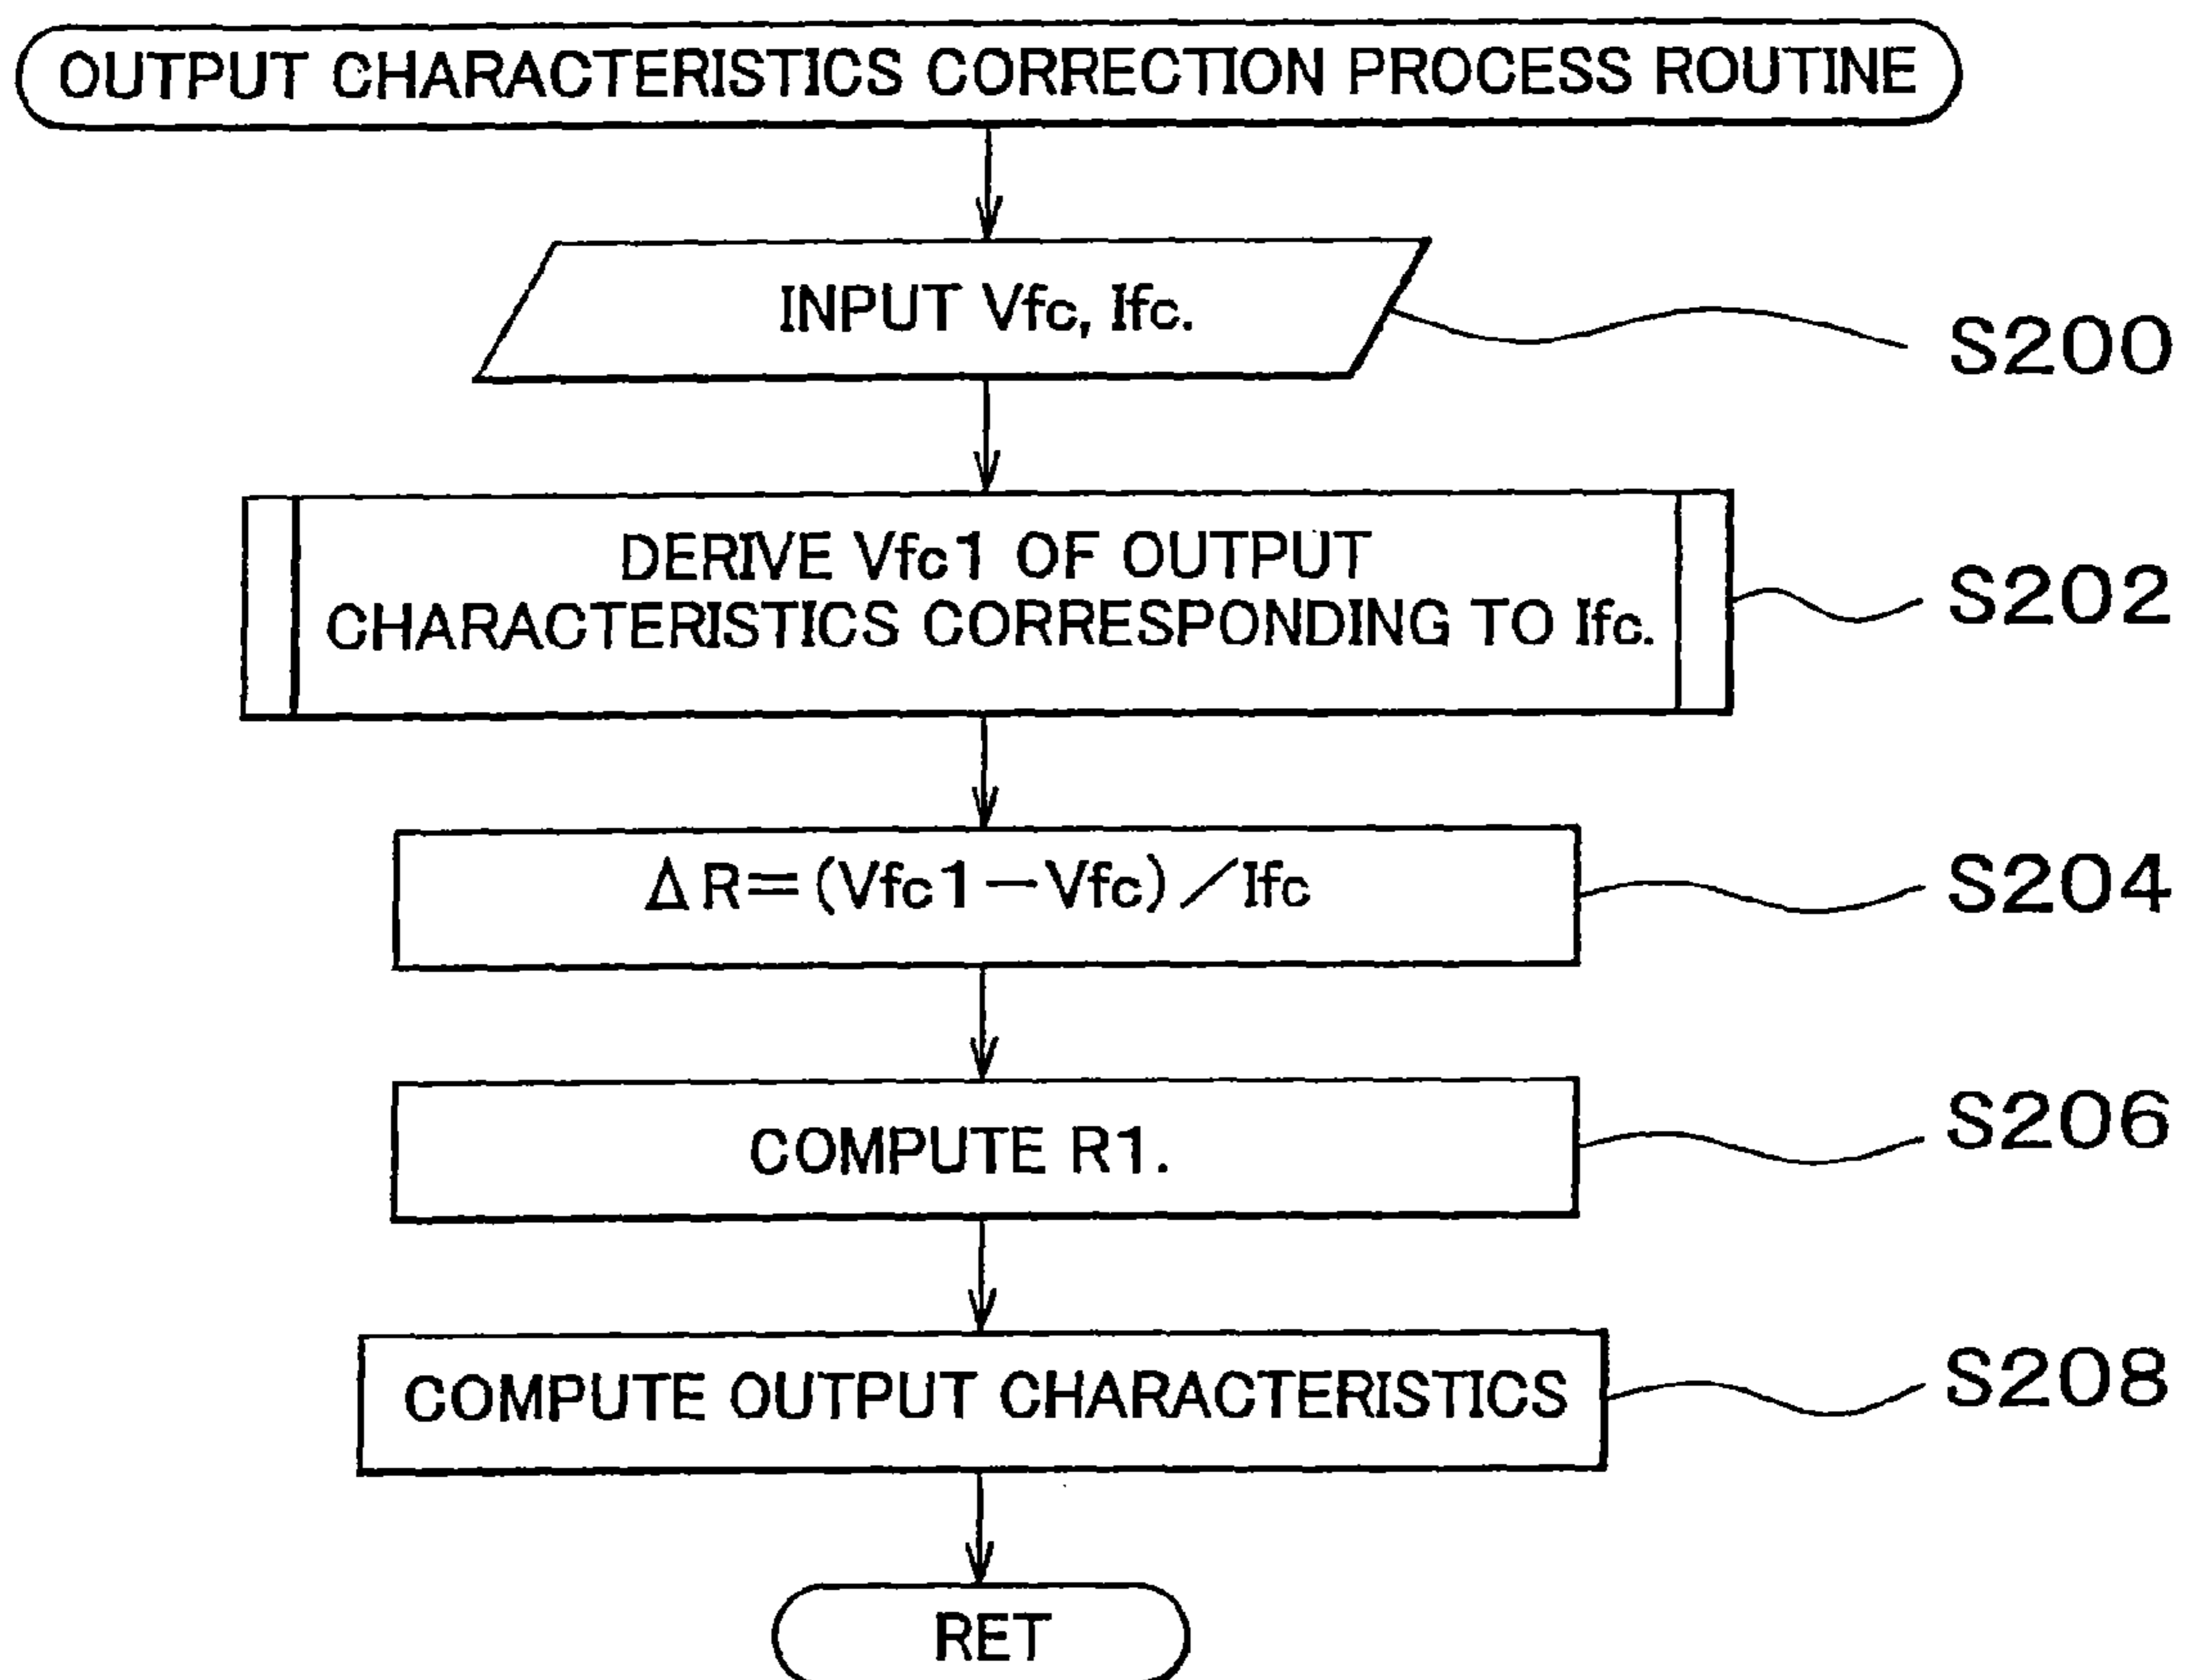 OUTPUT CHARACTERISTICS CORRECTION PROCESS ROUTINE
INPUT Vfc, Ifc.
S200
DERIVE Vfc1 OF OUTPUT
CHARACTERISTICS CORRESPONDING TO Ifc.
S202
ΔR=(Vfc1-Vfc)/Ifc
S204
COMPUTE R1.
S206
COMPUTE OUTPUT CHARACTERISTICS
S208
RET